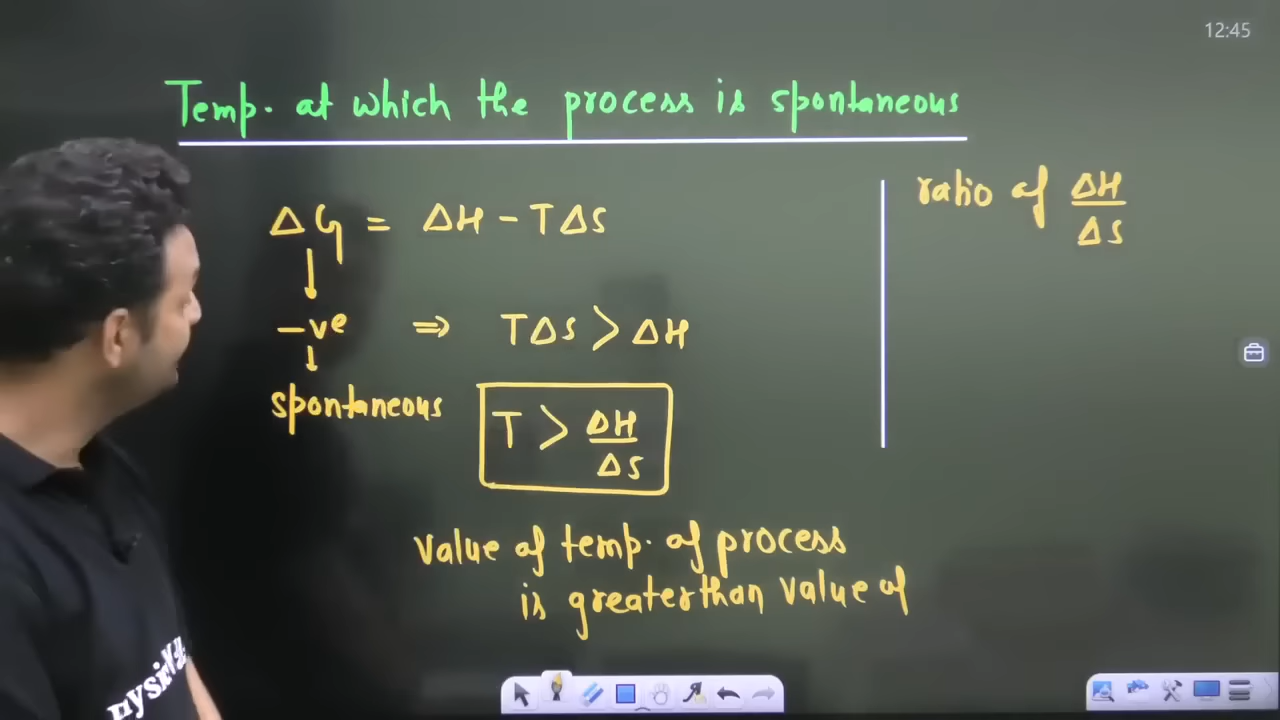 12:45
Temp. at which the process is spontaneous
ΔG = ΔH - TΔS
↓
-ve ⇒ TΔS > ΔH
↓
spontaneous
T > ΔH/ΔS
value of temp. of process
is greater than value of
ratio of ΔH/ΔS